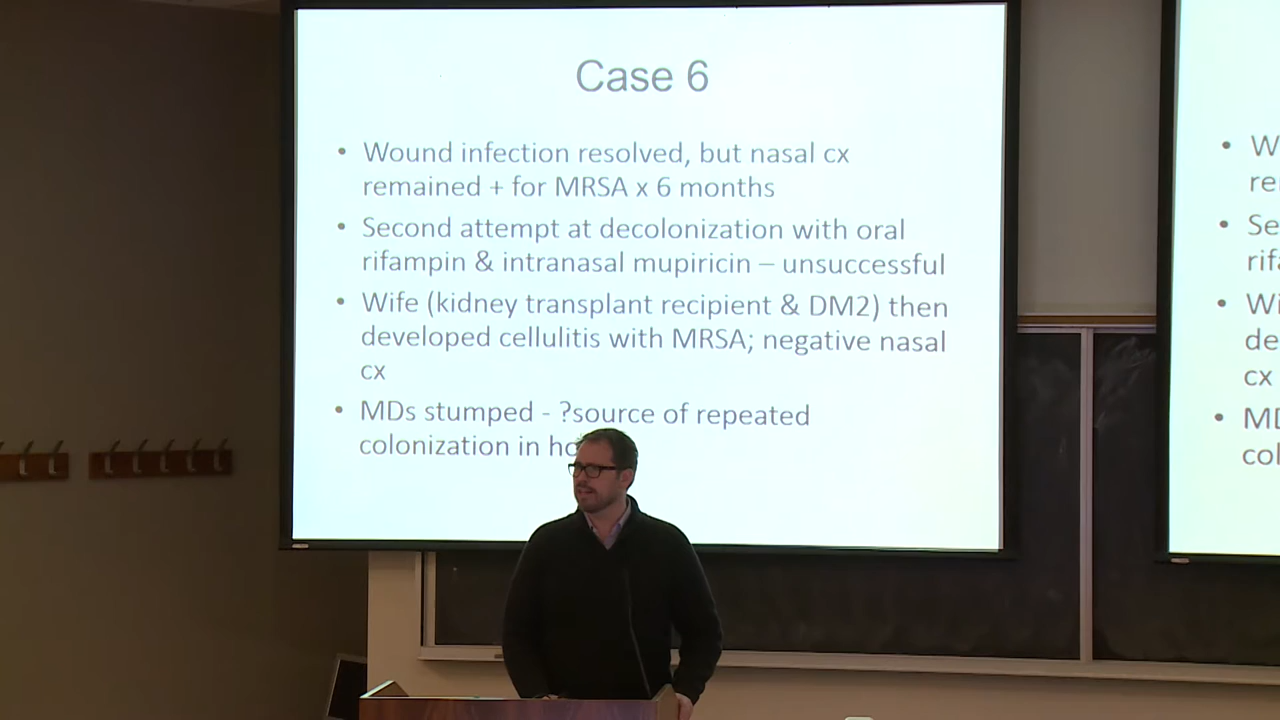 Case 6
• Wound infection resolved, but nasal cx
remained + for MRSA x 6 months
• Second attempt at decolonization with oral
rifampin & intranasal mupiricin – unsuccessful
• Wife (kidney transplant recipient & DM2) then
developed cellulitis with MRSA; negative nasal
cx
• MDs stumped - ?source of repeated
colonization in